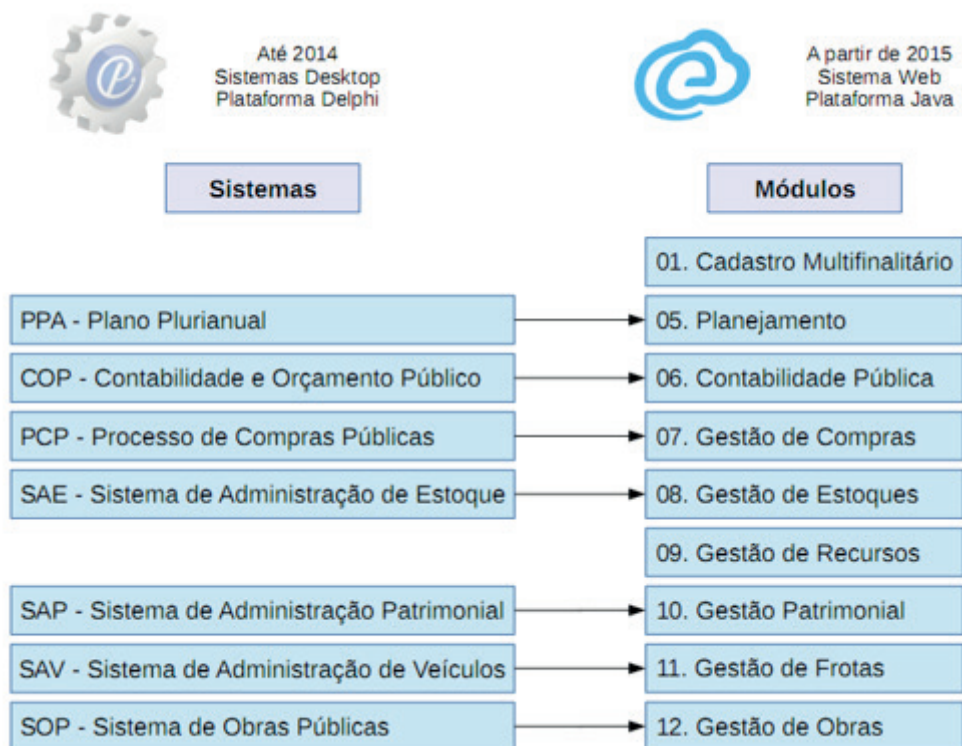 Até 2014
Sistemas Desktop
Plataforma Delphi
A partir de 2015
Sistema Web
Plataforma Java
Sistemas
Módulos
01. Cadastro Multifinalitário
PPA - Plano Plurianual
05. Planejamento
COP - Contabilidade e Orçamento Público
06. Contabilidade Pública
PCP - Processo de Compras Públicas
07. Gestão de Compras
SAE - Sistema de Administração de Estoque
08. Gestão de Estoques
09. Gestão de Recursos
SAP - Sistema de Administração Patrimonial
10. Gestão Patrimonial
SAV - Sistema de Administração de Veículos
11. Gestão de Frotas
SOP - Sistema de Obras Públicas
12. Gestão de Obras